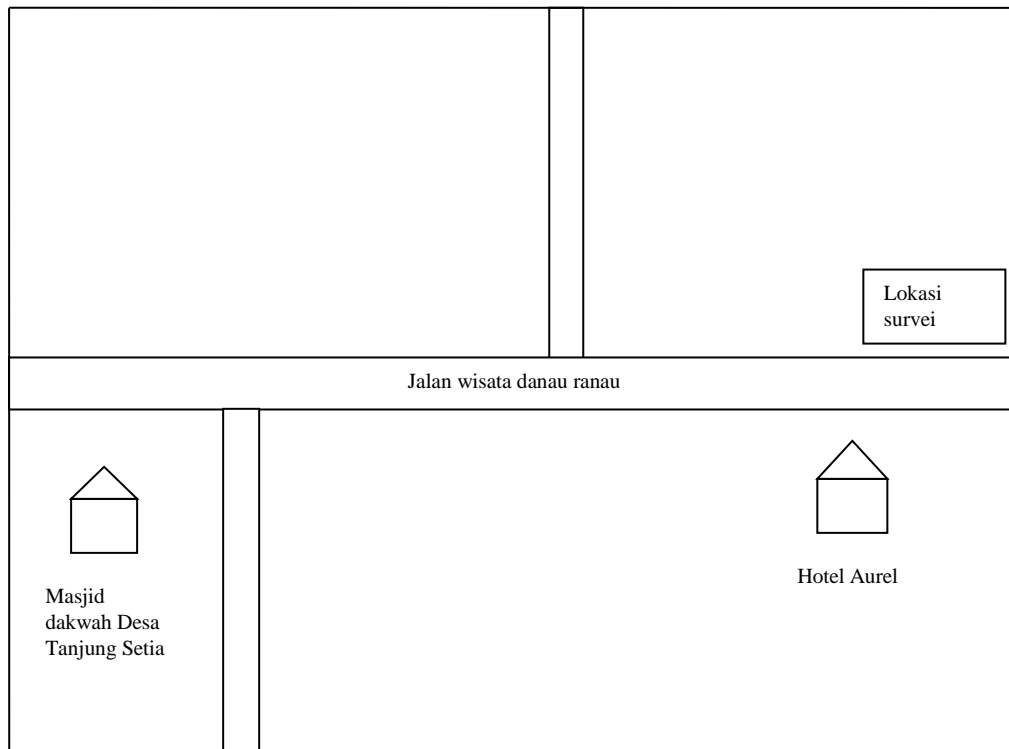 Lokasi
survei
Jalan wisata danau ranau
Hotel Aurel
Masjid
dakwah Desa
Tanjung Setia